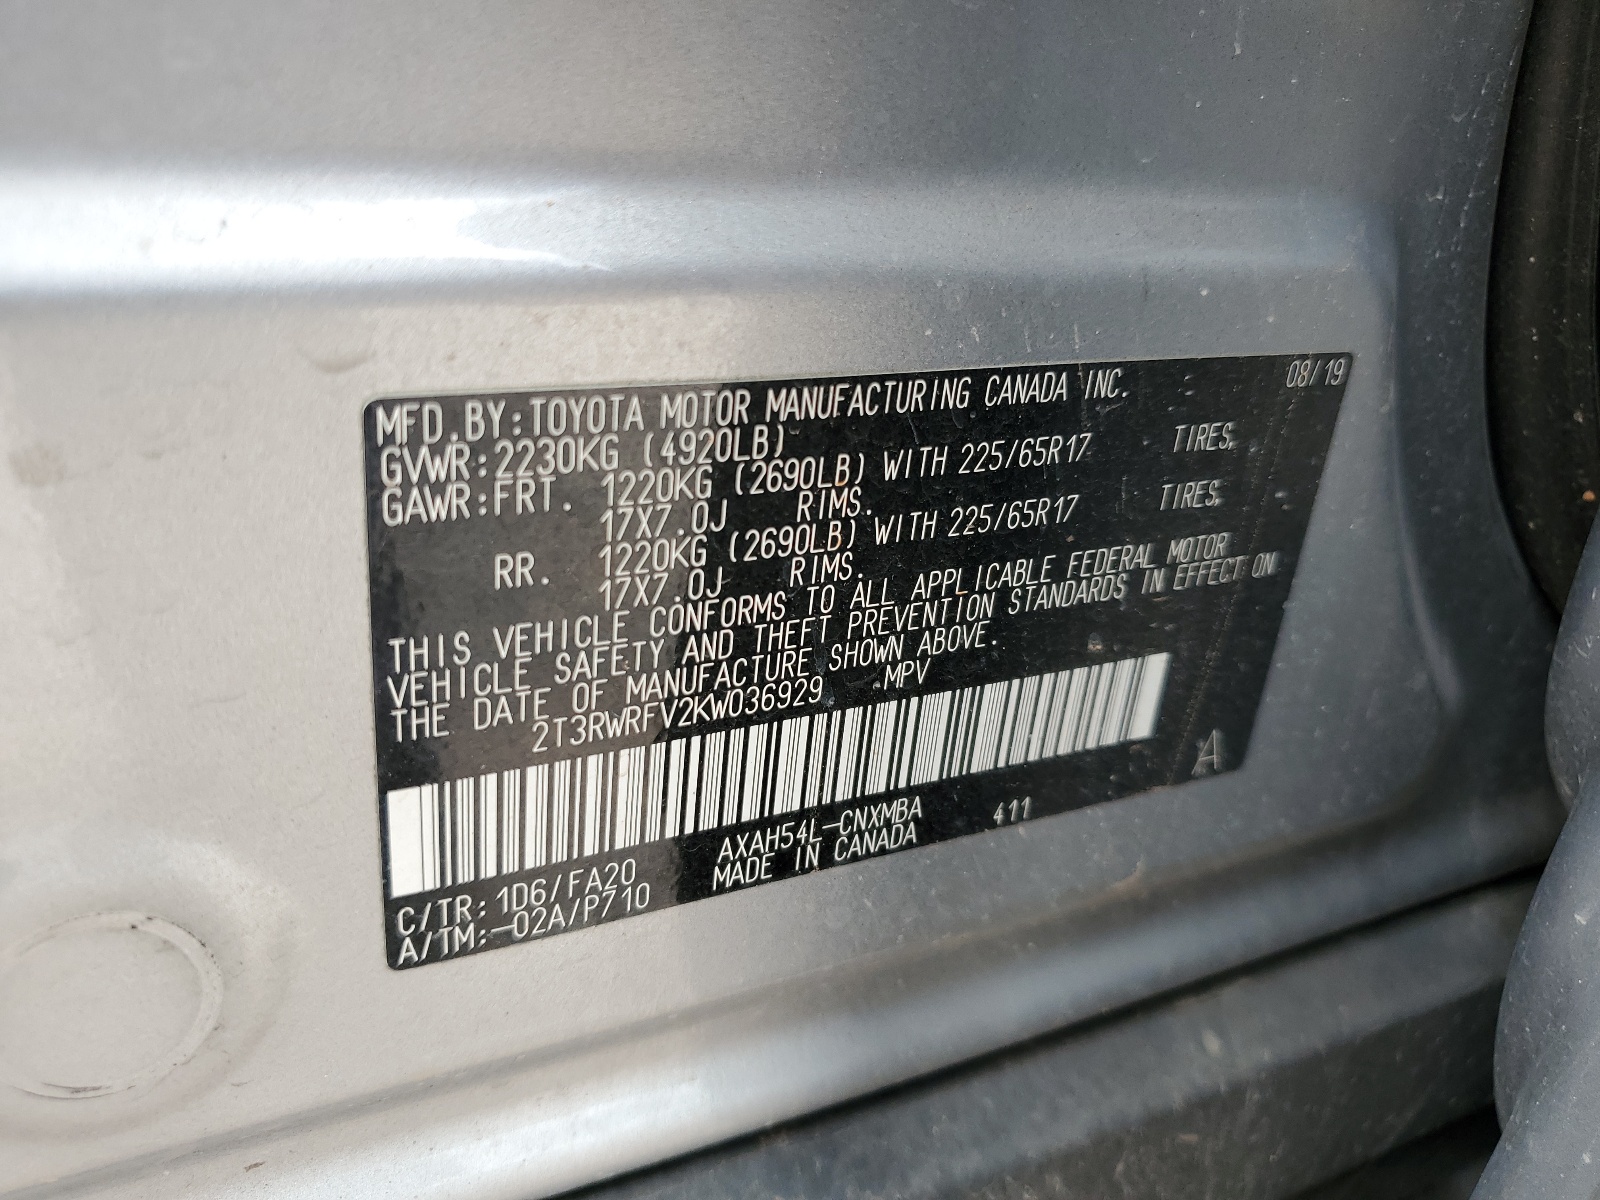 08/19
MFD.BY:TOYOTA MOTOR MANUFACTURING CANADA INC.
GVWR:2230KG (4920LB)
GAWR:FRT. 1220KG (2690LB) WITH 225/65R17 TIRES,
17X7.0J RIMS.
RR. 1220KG (2690LB) WITH 225/65R17 TIRES,
17X7.0J RIMS.
THIS VEHICLE CONFORMS TO ALL APPLICABLE FEDERAL MOTOR
VEHICLE SAFETY AND THEFT PREVENTION STANDARDS IN EFFECT ON
THE DATE OF MANUFACTURE SHOWN ABOVE.
2T3RWRFV2KW036929 MPV
A
C/TR:1D6/FA20 AXAH54L-CNXMBA 411
A/TM:-02A/P710 MADE IN CANADA